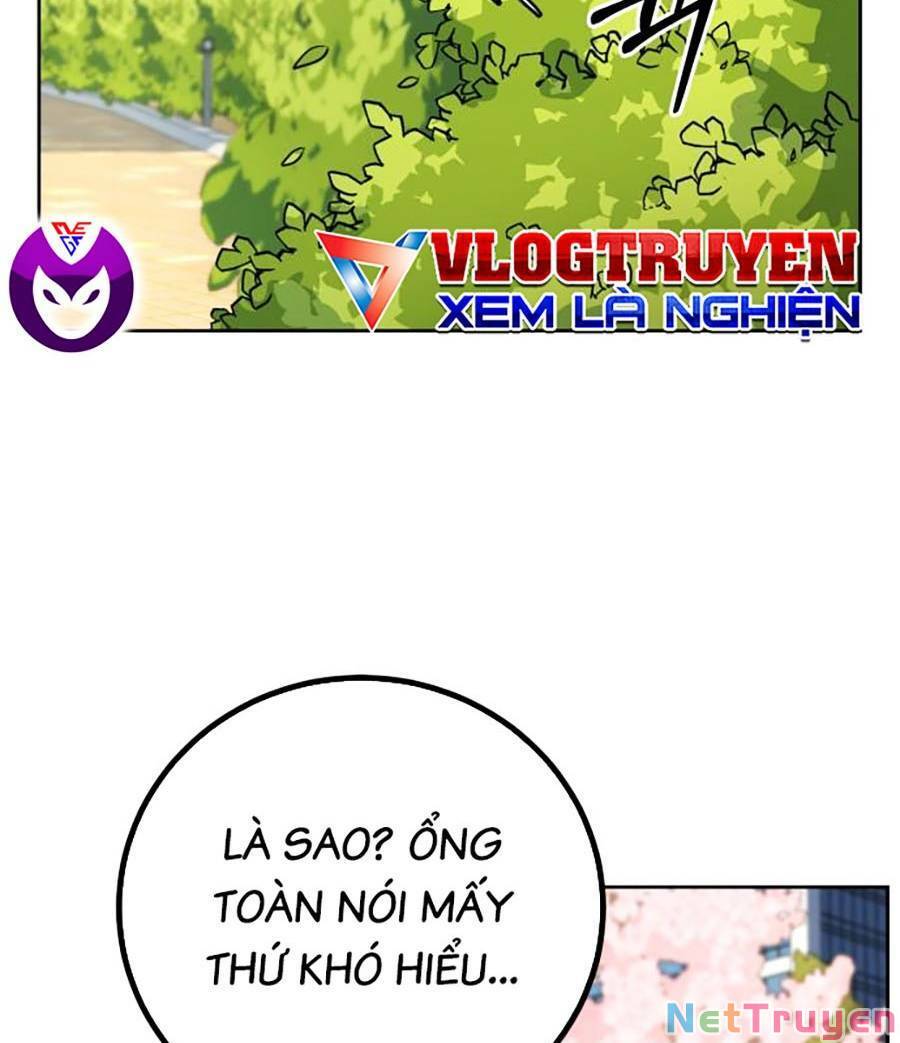 VLOGTRUYEN
XEM LÀ NGHIỆN
LÀ SAO? ỔNG
TOÀN NÓI MẤY
THỨ KHÓ HIỂU...
NetTruyen